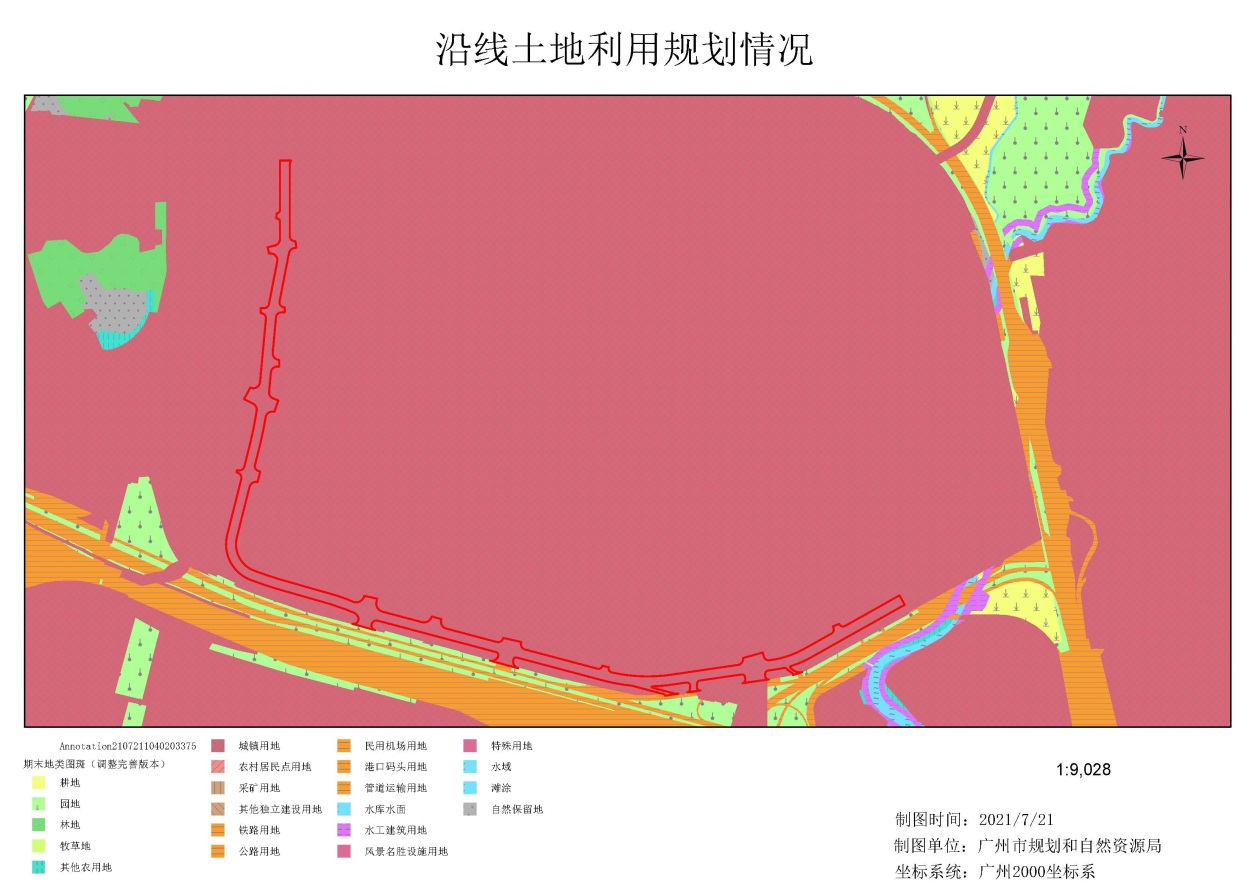 沿线土地利用规划情况
N
Annotation2107211040203375
期末地类图斑（调整完善版本）
耕地
园地
林地
牧草地
其他农用地
城镇用地
农村居民点用地
采矿用地
其他独立建设用地
铁路用地
公路用地
民用机场用地
港口码头用地
管道运输用地
水库水面
水工建筑用地
风景名胜设施用地
特殊用地
水域
滩涂
自然保留地
1:9,028
制图时间：2021/7/21
制图单位：广州市规划和自然资源局
坐标系统：广州2000坐标系